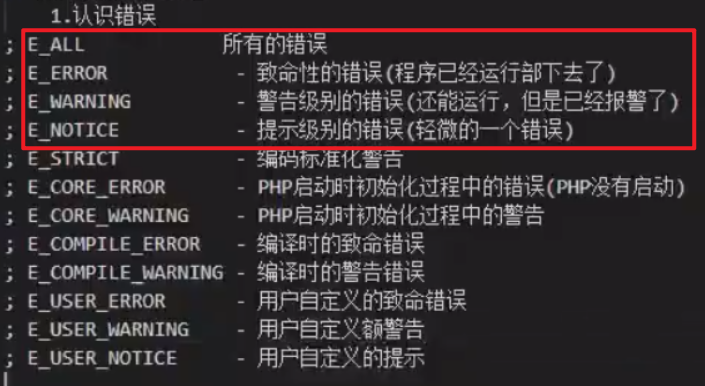 1.认识错误
; E_ALL 所有的错误
; E_ERROR - 致命性的错误(程序已经运行部下去了)
; E_WARNING - 警告级别的错误(还能运行，但是已经报警了)
; E_NOTICE - 提示级别的错误(轻微的一个错误)
; E_STRICT - 编码标准化警告
; E_CORE_ERROR - PHP启动时初始化过程中的错误(PHP没有启动)
; E_CORE_WARNING - PHP启动时初始化过程中的警告
; E_COMPILE_ERROR - 编译时的致命错误
; E_COMPILE_WARNING - 编译时的警告错误
; E_USER_ERROR - 用户自定义的致命错误
; E_USER_WARNING - 用户自定义额警告
; E_USER_NOTICE - 用户自定义的提示